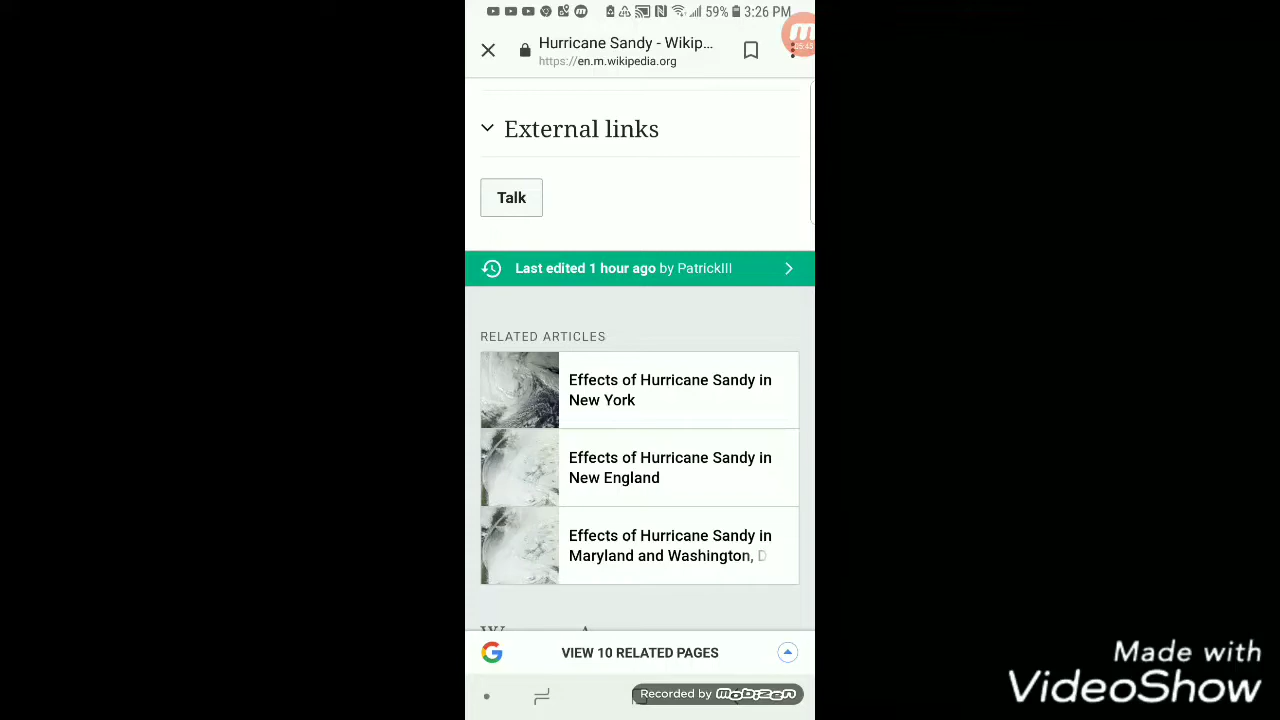 59% 3:26 PM
Hurricane Sandy - Wikip...
https://en.m.wikipedia.org
05:45
External links
Talk
Last edited 1 hour ago by PatrickIII
RELATED ARTICLES
Effects of Hurricane Sandy in
New York
Effects of Hurricane Sandy in
New England
Effects of Hurricane Sandy in
Maryland and Washington, D
VIEW 10 RELATED PAGES
Recorded by mobizen
Made with
VideoShow